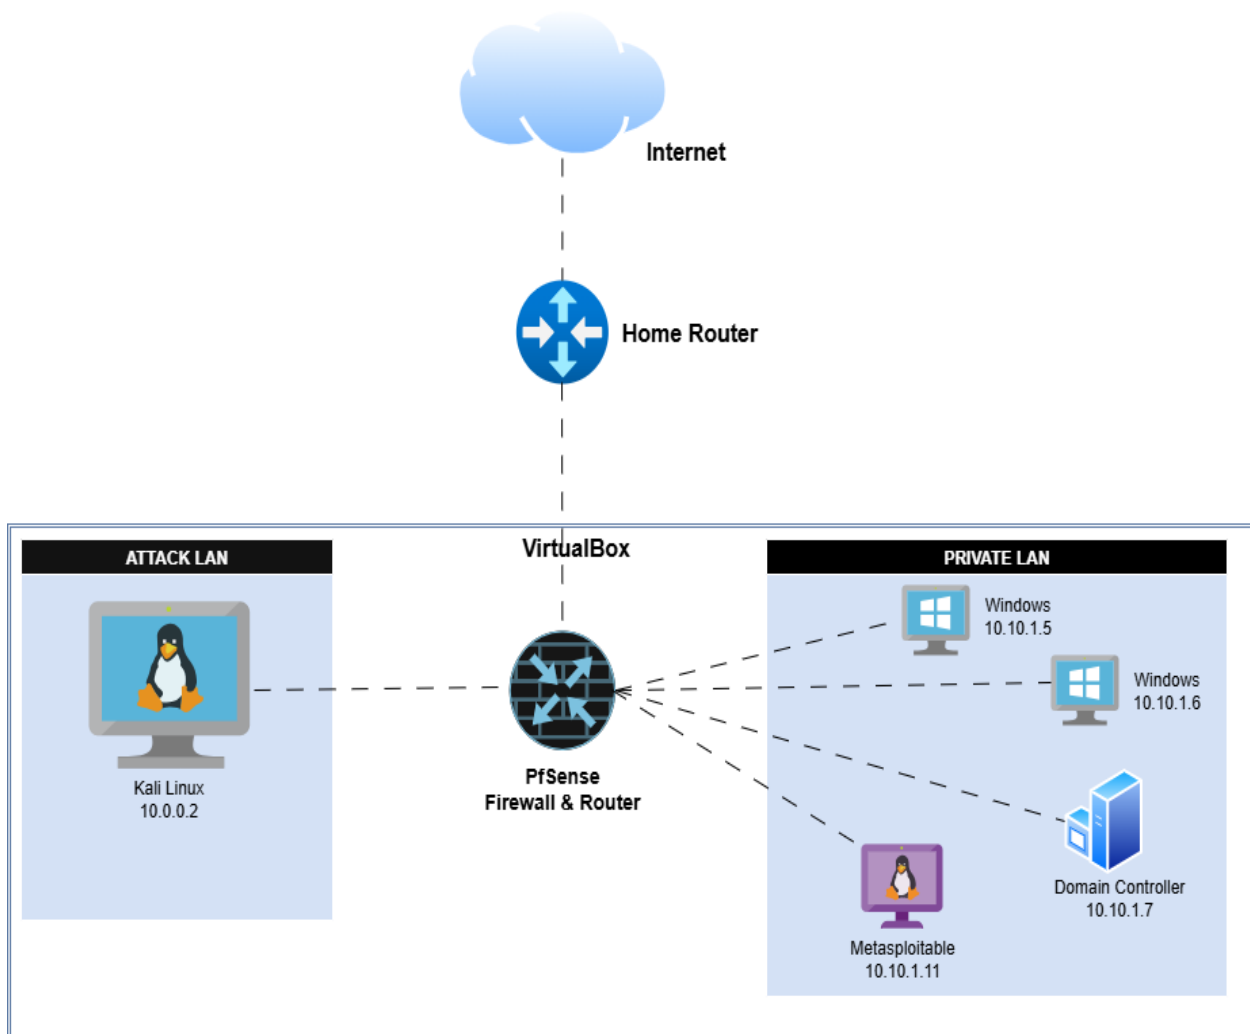 Internet
Home Router
VirtualBox
ATTACK LAN
Kali Linux
10.0.0.2
PfSense
Firewall & Router
PRIVATE LAN
Windows
10.10.1.5
Windows
10.10.1.6
Domain Controller
10.10.1.7
Metasploitable
10.10.1.11